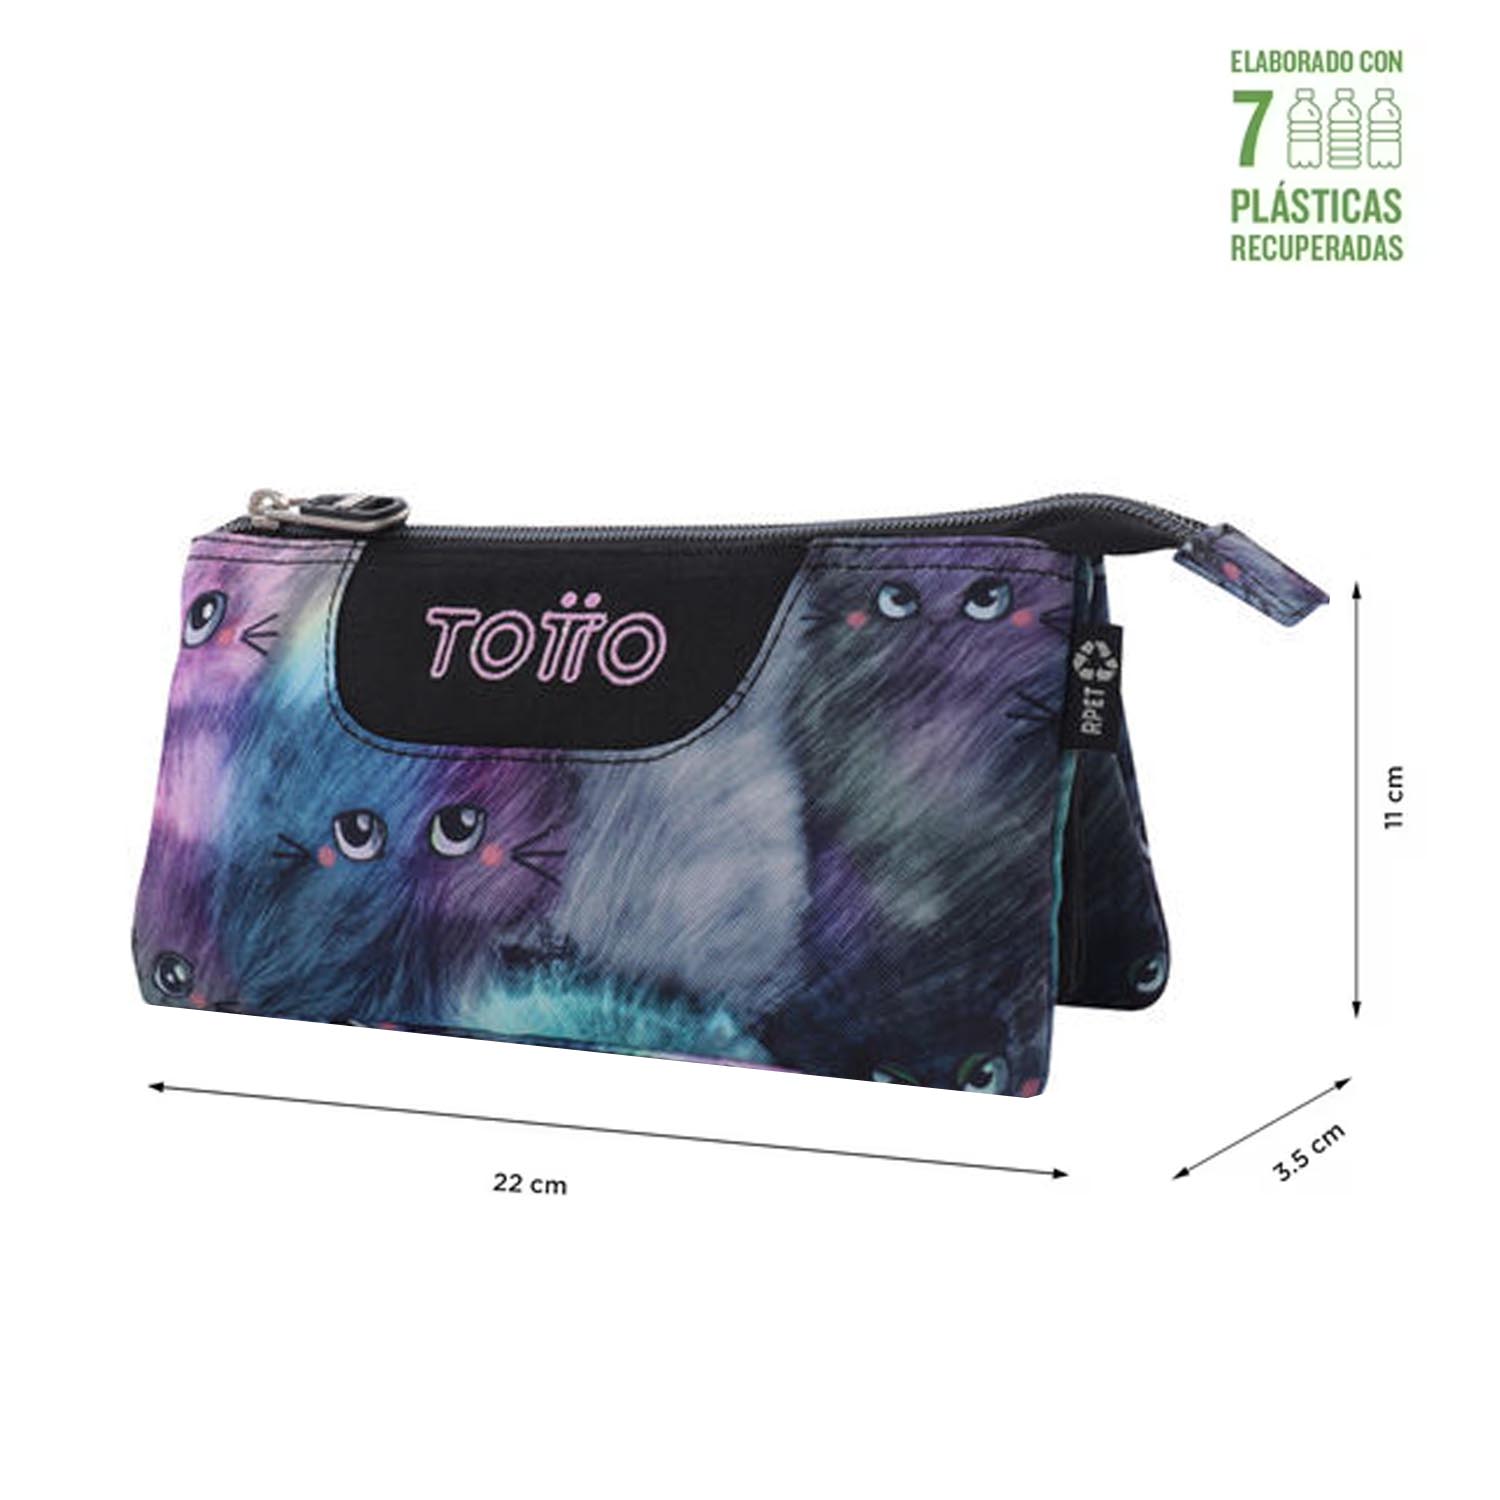 ELABORADO CON
7
PLÁSTICAS
RECUPERADAS
TOTTO
RPET
11 cm
3.5 cm
22 cm